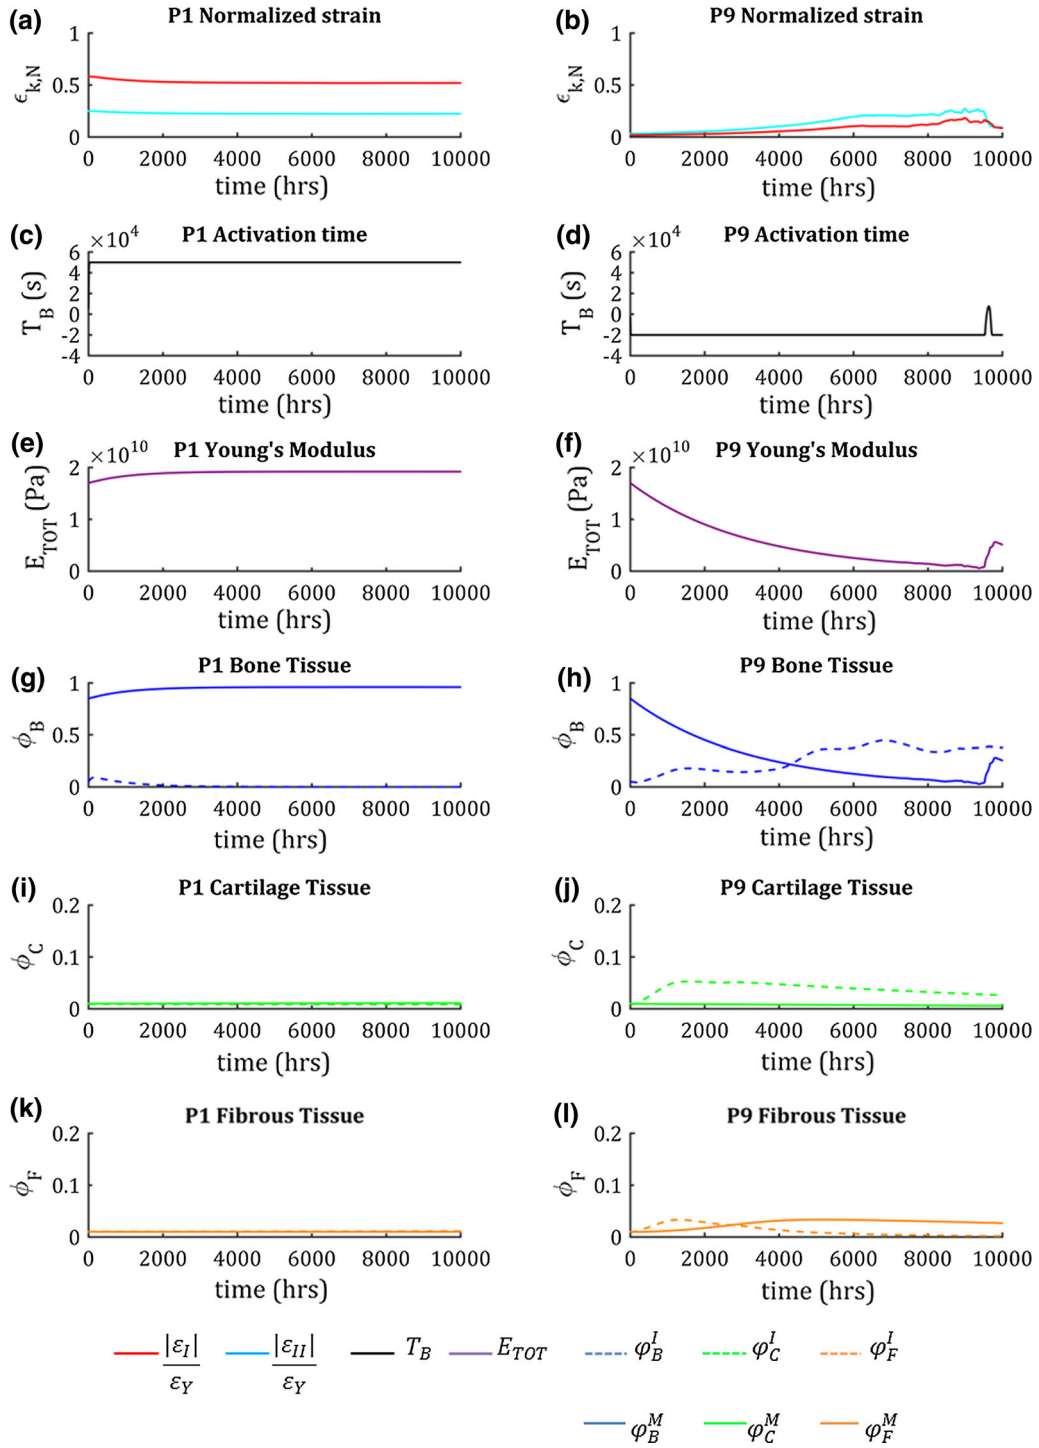 (a) P1 Normalized strain
1
0.5
0
ϵ_k,N
0 2000 4000 6000 8000 10000
time (hrs)
(b) P9 Normalized strain
1
0.5
0
ϵ_k,N
0 2000 4000 6000 8000 10000
time (hrs)
(c) P1 Activation time
×10^4
6
4
2
0
-2
-4
T_B (s)
0 2000 4000 6000 8000 10000
time (hrs)
(d) P9 Activation time
×10^4
6
4
2
0
-2
-4
T_B (s)
0 2000 4000 6000 8000 10000
time (hrs)
(e) P1 Young's Modulus
×10^10
2
1
0
E_TOT (Pa)
0 2000 4000 6000 8000 10000
time (hrs)
(f) P9 Young's Modulus
×10^10
2
1
0
E_TOT (Pa)
0 2000 4000 6000 8000 10000
time (hrs)
(g) P1 Bone Tissue
1
0.5
0
ϕ_B
0 2000 4000 6000 8000 10000
time (hrs)
(h) P9 Bone Tissue
1
0.5
0
ϕ_B
0 2000 4000 6000 8000 10000
time (hrs)
(i) P1 Cartilage Tissue
0.2
0.1
0
ϕ_C
0 2000 4000 6000 8000 10000
time (hrs)
(j) P9 Cartilage Tissue
0.2
0.1
0
ϕ_C
0 2000 4000 6000 8000 10000
time (hrs)
(k) P1 Fibrous Tissue
0.2
0.1
0
ϕ_F
0 2000 4000 6000 8000 10000
time (hrs)
(l) P9 Fibrous Tissue
0.2
0.1
0
ϕ_F
0 2000 4000 6000 8000 10000
time (hrs)
|ε_I|/ε_Y |ε_II|/ε_Y T_B E_TOT φ_B^I φ_C^I φ_F^I
φ_B^M φ_C^M φ_F^M